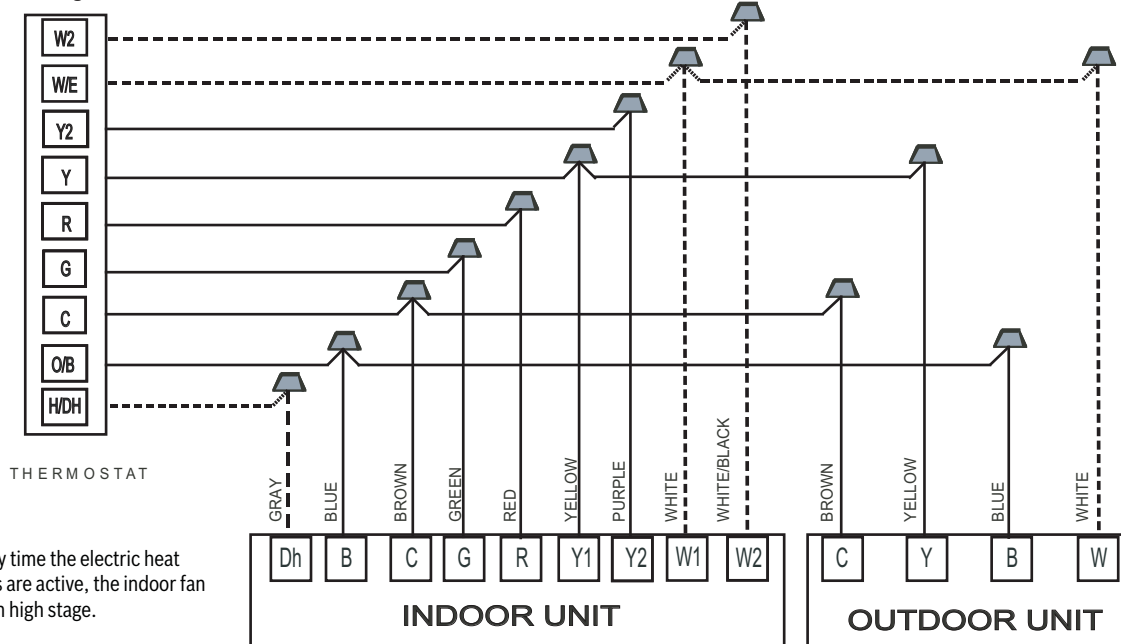 W2
W/E
Y2
Y
R
G
C
O/B
H/DH
THERMOSTAT
GRAY
BLUE
BROWN
GREEN
RED
YELLOW
PURPLE
WHITE
WHITE/BLACK
BROWN
YELLOW
BLUE
WHITE
Dh B C G R Y1 Y2 W1 W2
C Y B W
INDOOR UNIT
OUTDOOR UNIT
time the electric heat
are active, the indoor fan
high stage.